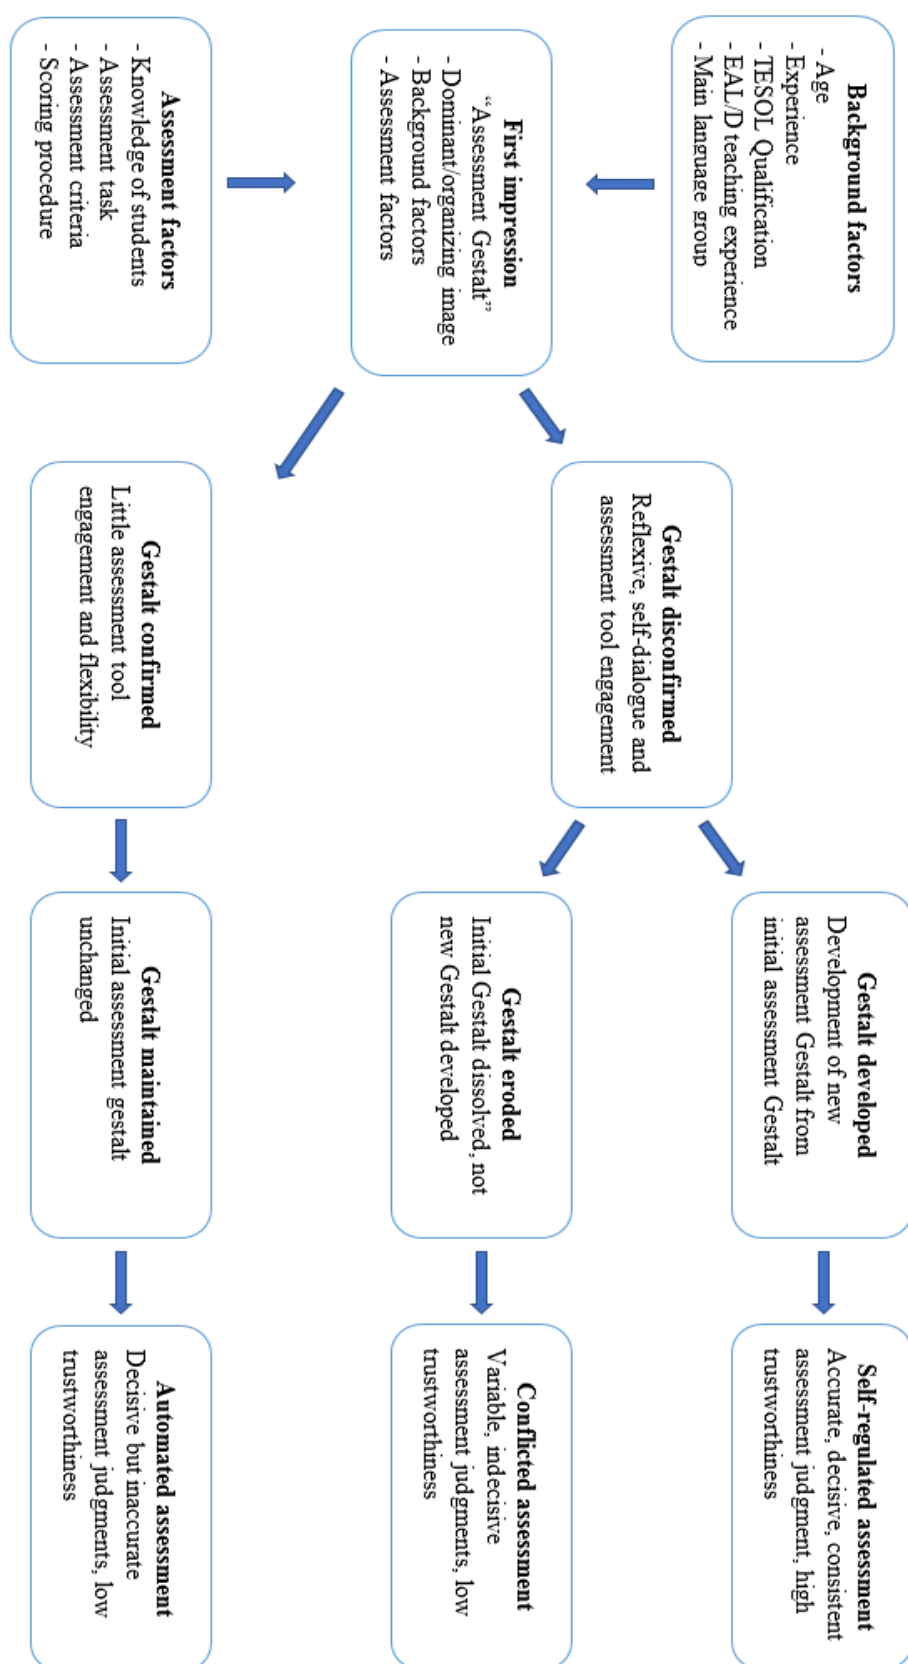 Background factors
- Age
- Experience
- TESOL Qualification
- EAL/D teaching experience
- Main language group
First impression
“Assessment Gestalt”
- Dominant/organizing image
- Background factors
- Assessment factors
Assessment factors
- Knowledge of students
- Assessment task
- Assessment criteria
- Scoring procedure
Gestalt disconfirmed
Reflexive, self-dialogue and
assessment tool engagement
Gestalt confirmed
Little assessment tool
engagement and flexibility
Gestalt developed
Development of new
assessment Gestalt from
initial assessment Gestalt
Gestalt eroded
Initial Gestalt dissolved, not
new Gestalt developed
Gestalt maintained
Initial assessment gestalt
unchanged
Self-regulated assessment
Accurate, decisive, consistent
assessment judgment, high
trustworthiness
Conflicted assessment
Variable, indecisive
assessment judgments, low
trustworthiness
Automated assessment
Decisive but inaccurate
assessment judgments, low
trustworthiness